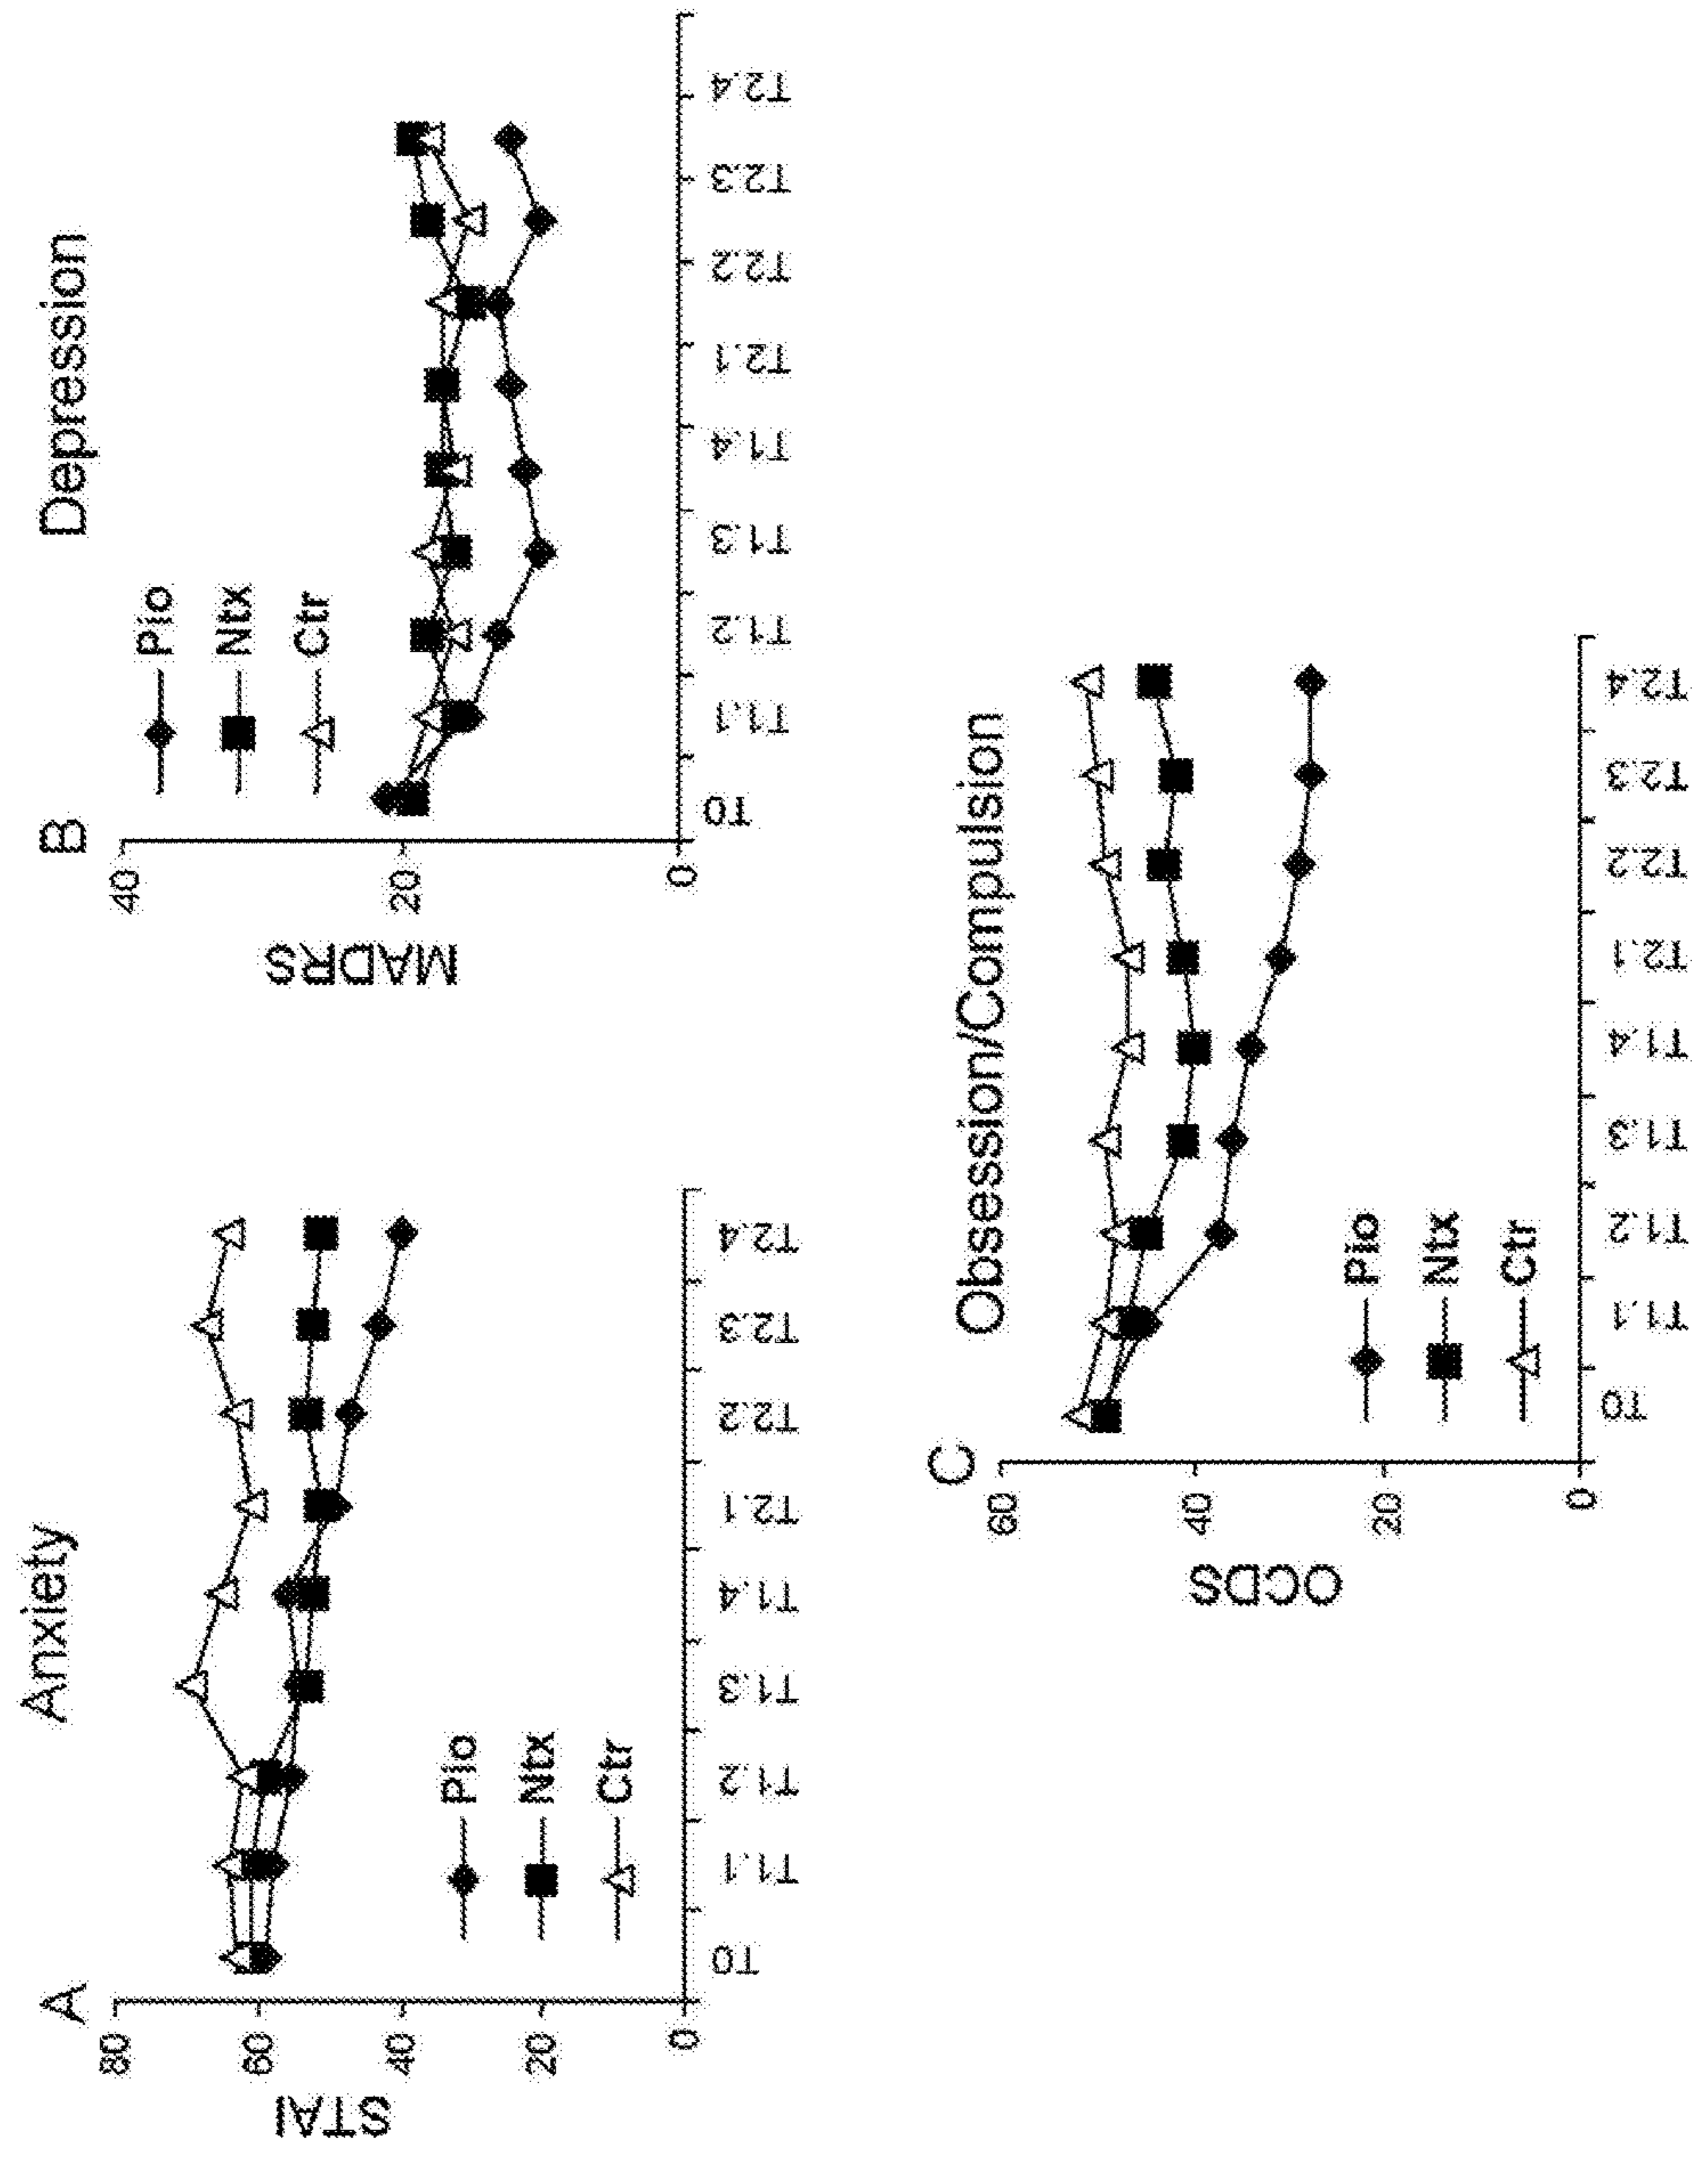 A
Anxiety
STAI
80
60
40
20
0
Pio
Ntx
Ctr
T0
T1.1
T1.2
T1.3
T1.4
T2.1
T2.2
T2.3
T2.4
B
Depression
MADRS
40
20
0
Pio
Ntx
Ctr
T0
T1.1
T1.2
T1.3
T1.4
T2.1
T2.2
T2.3
T2.4
C
Obsession/Compulsion
OCDS
60
40
20
0
Pio
Ntx
Ctr
T0
T1.1
T1.2
T1.3
T1.4
T2.1
T2.2
T2.3
T2.4